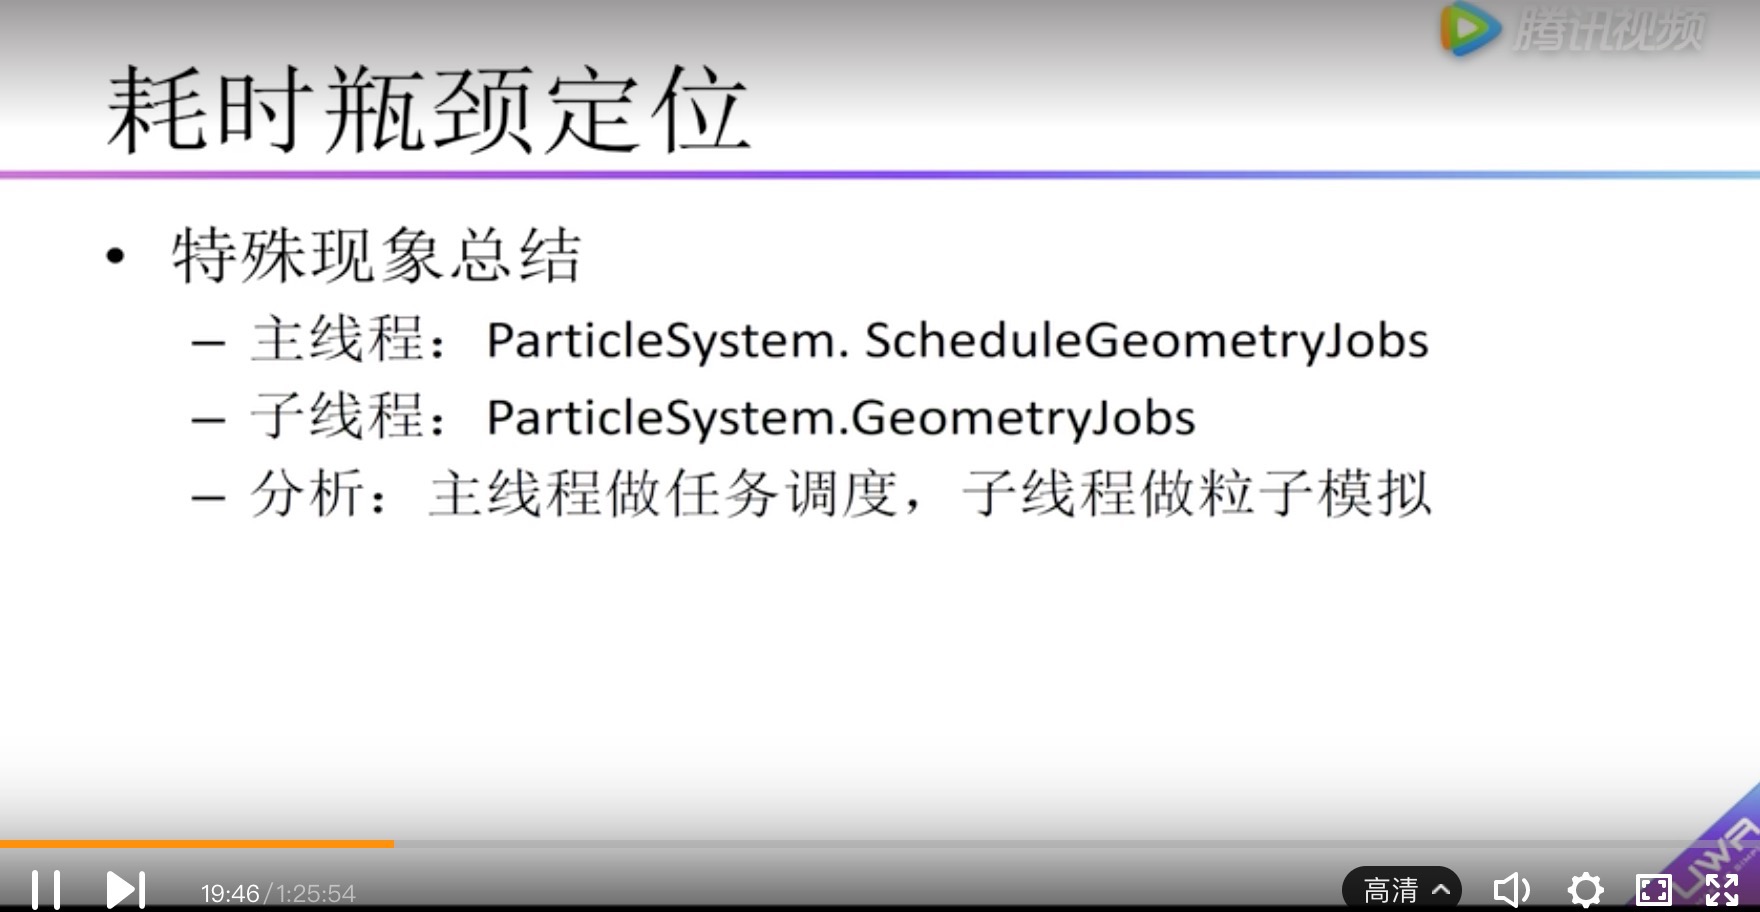 腾讯视频
耗时瓶颈定位
• 特殊现象总结
– 主线程： ParticleSystem. ScheduleGeometryJobs
– 子线程： ParticleSystem.GeometryJobs
– 分析：主线程做任务调度，子线程做粒子模拟
UWA
19:46/1:25:54
高清